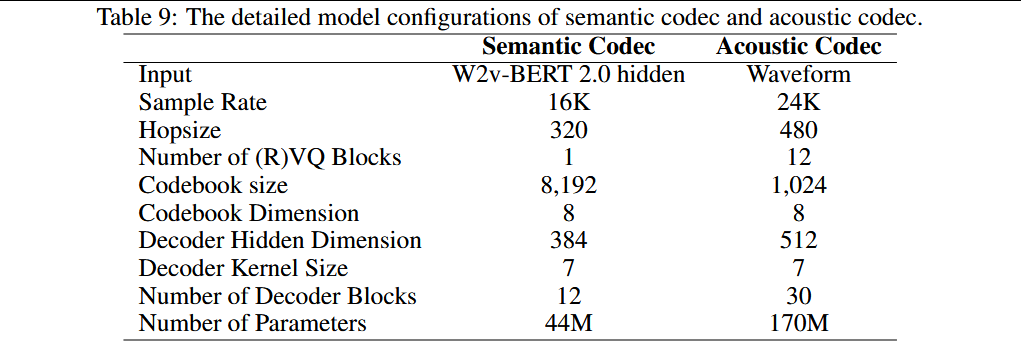 Table 9: The detailed model configurations of semantic codec and acoustic codec.
Semantic Codec Acoustic Codec
Input W2v-BERT 2.0 hidden Waveform
Sample Rate 16K 24K
Hopsize 320 480
Number of (R)VQ Blocks 1 12
Codebook size 8,192 1,024
Codebook Dimension 8 8
Decoder Hidden Dimension 384 512
Decoder Kernel Size 7 7
Number of Decoder Blocks 12 30
Number of Parameters 44M 170M